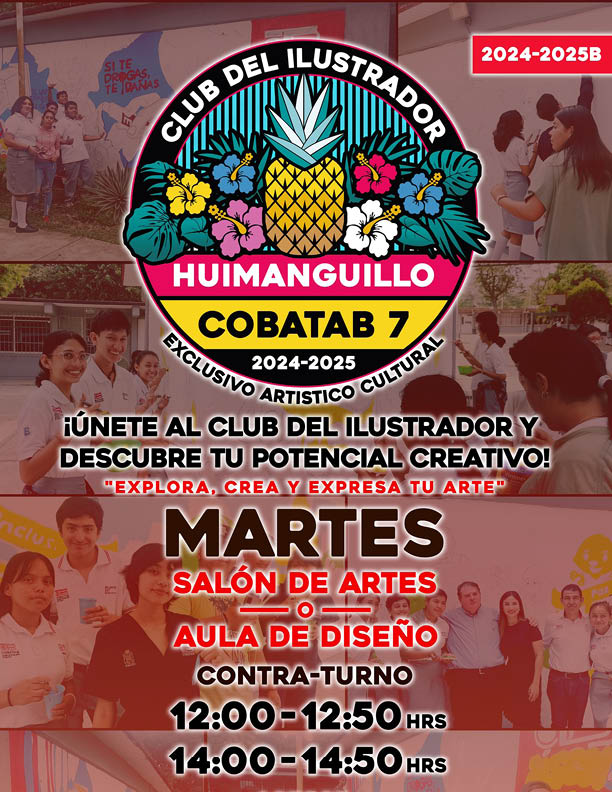 2024-2025B
CLUB DEL ILUSTRADOR
HUIMANGUILLO
COBATAB 7
2024-2025
EXCLUSIVO ARTISTICO CULTURAL
SI TE
DROGAS,
TE DAÑAS
¡ÚNETE AL CLUB DEL ILUSTRADOR Y
DESCUBRE TU POTENCIAL CREATIVO!
"EXPLORA, CREA Y EXPRESA TU ARTE"
MARTES
SALÓN DE ARTES
O
AULA DE DISEÑO
CONTRA-TURNO
12:00-12:50 HRS
14:00-14:50 HRS